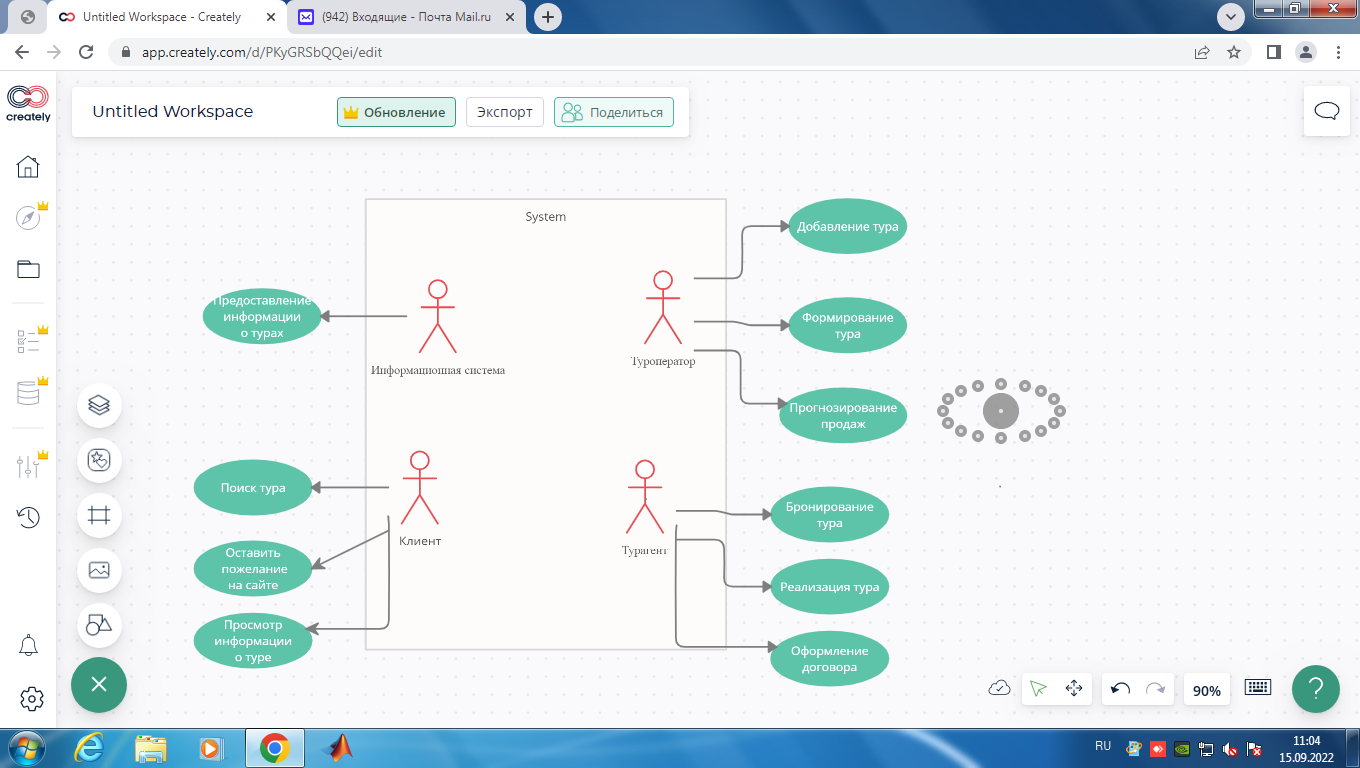 Untitled Workspace - Creately
(942) Входящие - Почта Mail.ru
app.creately.com/d/PKyGRSbQQei/edit
creately
Untitled Workspace
Обновление
Экспорт
Поделиться
System
Добавление тура
Предоставление
информации
о турах
Формирование
тура
Информационная система
Туроператор
Прогнозирование
продаж
Поиск тура
Бронирование
тура
Клиент
Турагент
Оставить
пожелание
на сайте
Реализация тура
Просмотр
информации
о туре
Оформление
договора
90%
?
RU
11:04
15.09.2022